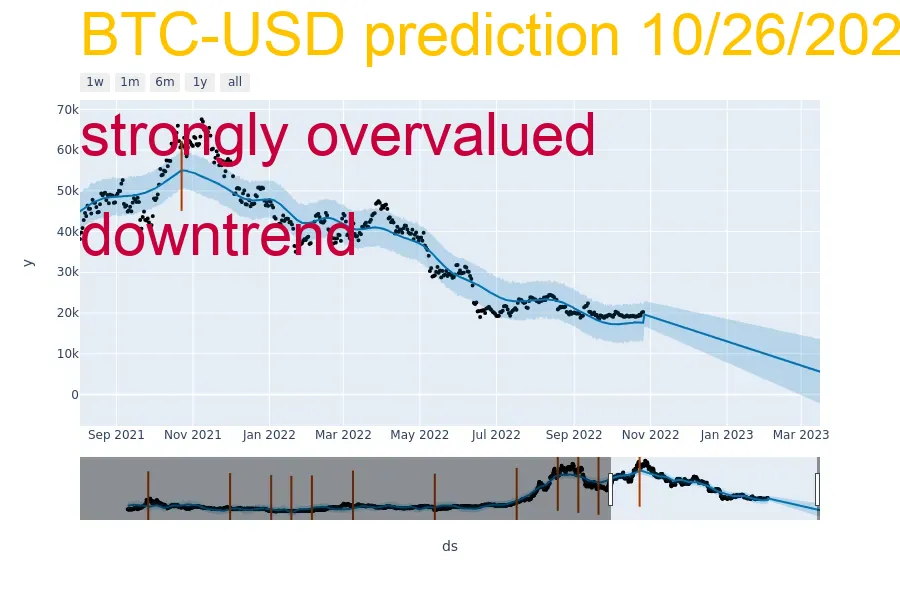 BTC-USD prediction 10/26/202
1w 1m 6m 1y all
70k
strongly overvalued
60k
50k
40k
downtrend
30k
y
20k
10k
0
Sep 2021 Nov 2021 Jan 2022 Mar 2022 May 2022 Jul 2022 Sep 2022 Nov 2022 Jan 2023 Mar 2023
ds